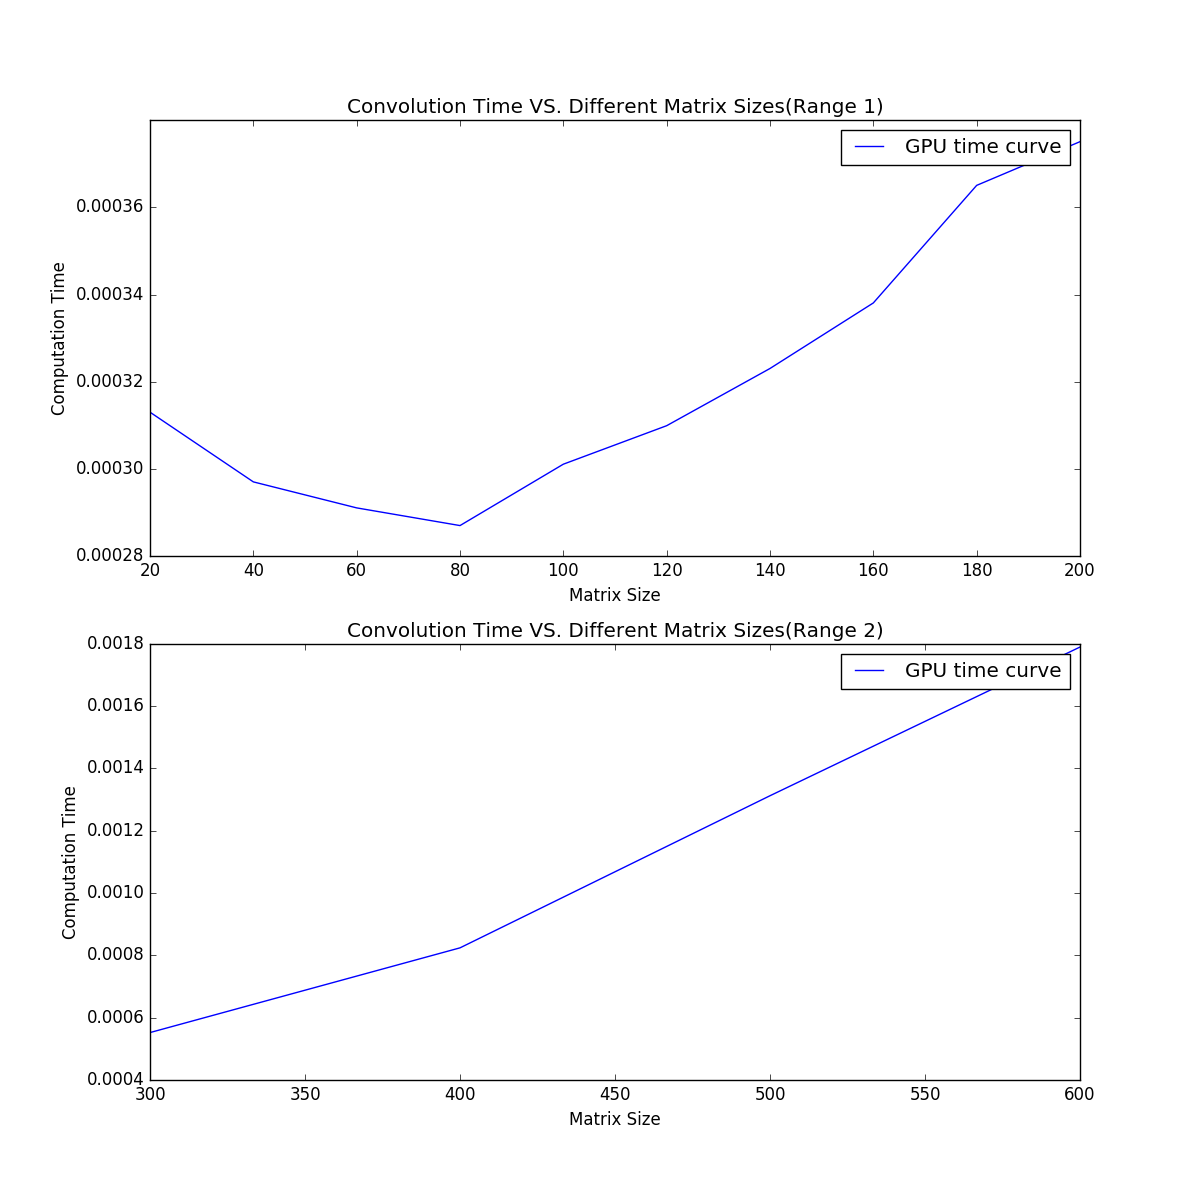 Convolution Time VS. Different Matrix Sizes(Range 1)
GPU time curve
Computation Time
0.00036
0.00034
0.00032
0.00030
0.00028
20 40 60 80 100 120 140 160 180 200
Matrix Size
Convolution Time VS. Different Matrix Sizes(Range 2)
GPU time curve
Computation Time
0.0018
0.0016
0.0014
0.0012
0.0010
0.0008
0.0006
0.0004
300 350 400 450 500 550 600
Matrix Size